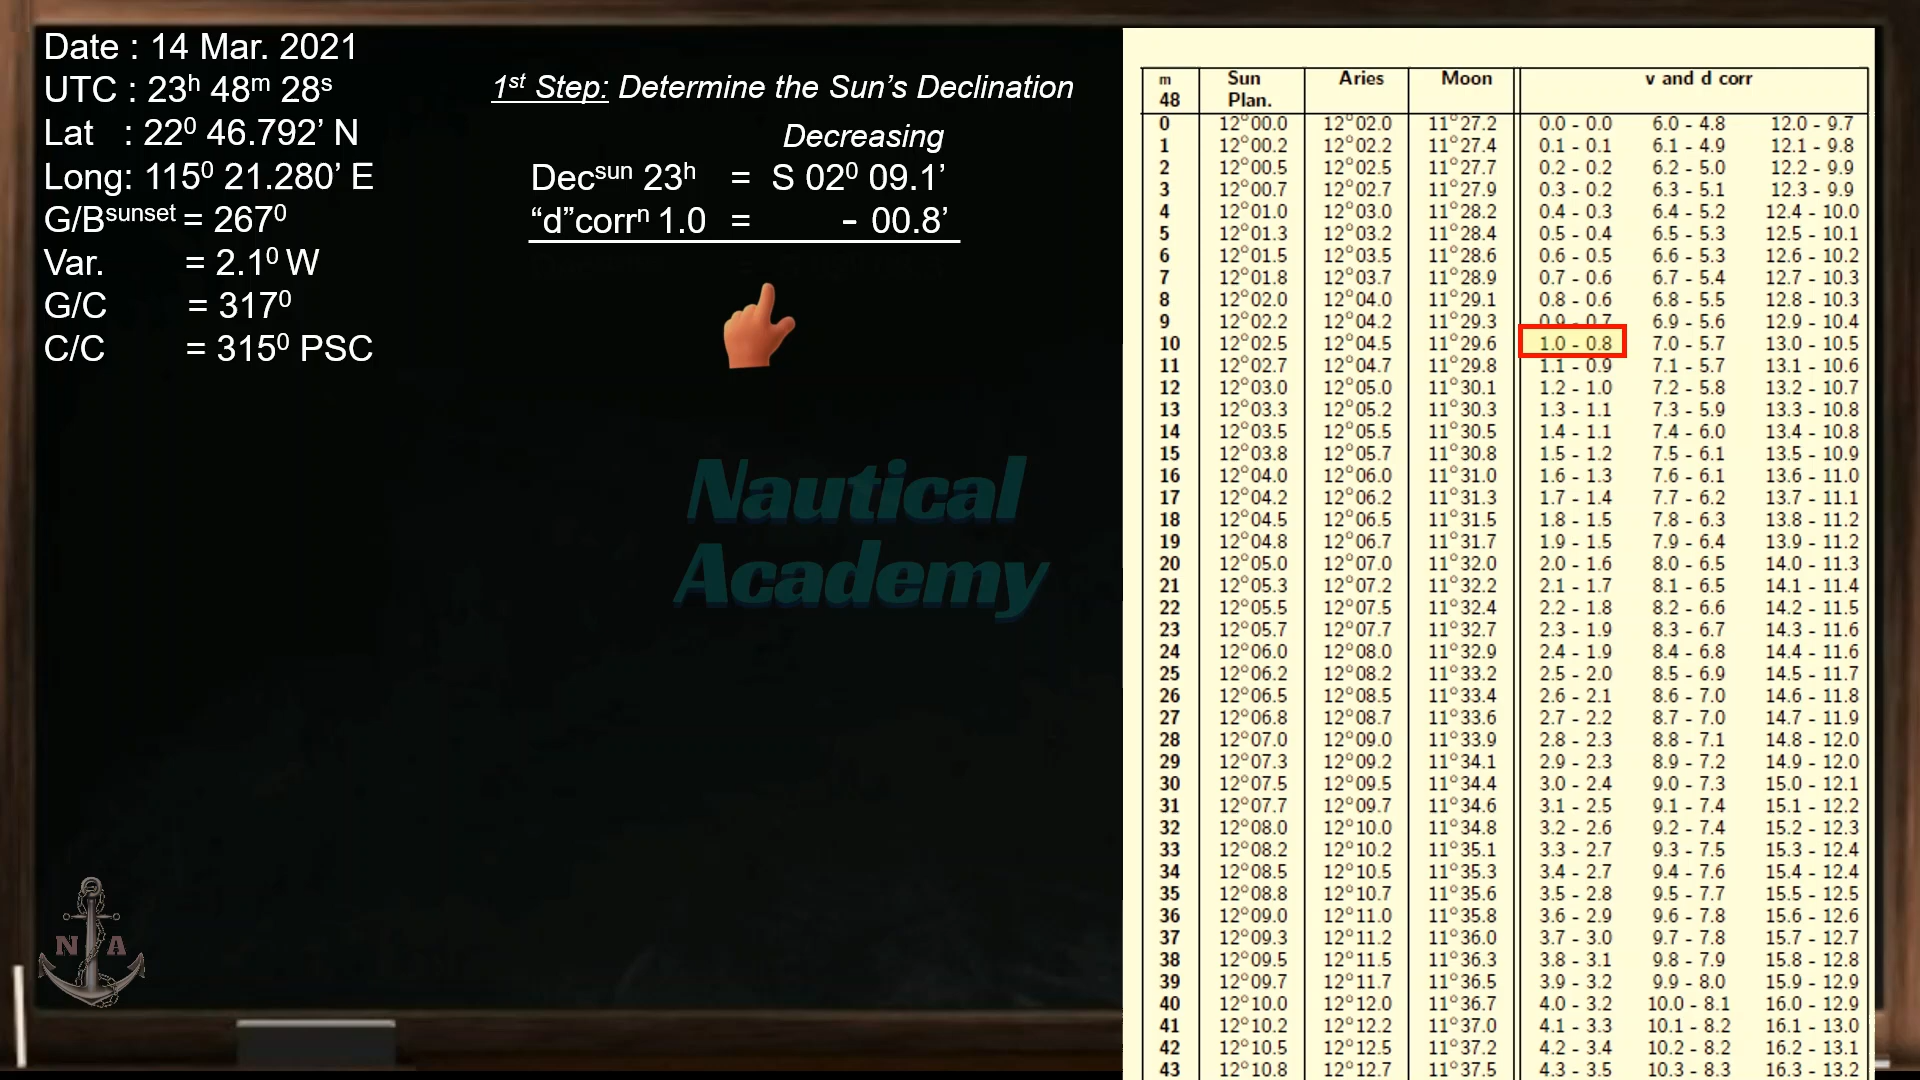 Date : 14 Mar. 2021
UTC : 23h 48m 28s
Lat : 22⁰ 46.792’ N
Long: 115⁰ 21.280’ E
G/Bsunset = 267⁰
Var. = 2.1⁰ W
G/C = 317⁰
C/C = 315⁰ PSC
1st Step: Determine the Sun’s Declination
Decreasing
Decsun 23h = S 02⁰ 09.1’
“d”corrn 1.0 = - 00.8’
Nautical
Academy
N A
m Sun Aries Moon v and d corr
48 Plan.
0 12°00.0 12°02.0 11°27.2 0.0 - 0.0 6.0 - 4.8 12.0 - 9.7
1 12°00.2 12°02.2 11°27.4 0.1 - 0.1 6.1 - 4.9 12.1 - 9.8
2 12°00.5 12°02.5 11°27.7 0.2 - 0.2 6.2 - 5.0 12.2 - 9.9
3 12°00.7 12°02.7 11°27.9 0.3 - 0.2 6.3 - 5.1 12.3 - 9.9
4 12°01.0 12°03.0 11°28.2 0.4 - 0.3 6.4 - 5.2 12.4 - 10.0
5 12°01.3 12°03.2 11°28.4 0.5 - 0.4 6.5 - 5.3 12.5 - 10.1
6 12°01.5 12°03.5 11°28.6 0.6 - 0.5 6.6 - 5.3 12.6 - 10.2
7 12°01.8 12°03.7 11°28.9 0.7 - 0.6 6.7 - 5.4 12.7 - 10.3
8 12°02.0 12°04.0 11°29.1 0.8 - 0.6 6.8 - 5.5 12.8 - 10.3
9 12°02.2 12°04.2 11°29.3 0.9 - 0.7 6.9 - 5.6 12.9 - 10.4
10 12°02.5 12°04.5 11°29.6 1.0 - 0.8 7.0 - 5.7 13.0 - 10.5
11 12°02.7 12°04.7 11°29.8 1.1 - 0.9 7.1 - 5.7 13.1 - 10.6
12 12°03.0 12°05.0 11°30.1 1.2 - 1.0 7.2 - 5.8 13.2 - 10.7
13 12°03.3 12°05.2 11°30.3 1.3 - 1.1 7.3 - 5.9 13.3 - 10.8
14 12°03.5 12°05.5 11°30.5 1.4 - 1.1 7.4 - 6.0 13.4 - 10.8
15 12°03.8 12°05.7 11°30.8 1.5 - 1.2 7.5 - 6.1 13.5 - 10.9
16 12°04.0 12°06.0 11°31.0 1.6 - 1.3 7.6 - 6.1 13.6 - 11.0
17 12°04.2 12°06.2 11°31.3 1.7 - 1.4 7.7 - 6.2 13.7 - 11.1
18 12°04.5 12°06.5 11°31.5 1.8 - 1.5 7.8 - 6.3 13.8 - 11.2
19 12°04.8 12°06.7 11°31.7 1.9 - 1.5 7.9 - 6.4 13.9 - 11.2
20 12°05.0 12°07.0 11°32.0 2.0 - 1.6 8.0 - 6.5 14.0 - 11.3
21 12°05.3 12°07.2 11°32.2 2.1 - 1.7 8.1 - 6.5 14.1 - 11.4
22 12°05.5 12°07.5 11°32.4 2.2 - 1.8 8.2 - 6.6 14.2 - 11.5
23 12°05.7 12°07.7 11°32.7 2.3 - 1.9 8.3 - 6.7 14.3 - 11.6
24 12°06.0 12°08.0 11°32.9 2.4 - 1.9 8.4 - 6.8 14.4 - 11.6
25 12°06.2 12°08.2 11°33.2 2.5 - 2.0 8.5 - 6.9 14.5 - 11.7
26 12°06.5 12°08.5 11°33.4 2.6 - 2.1 8.6 - 7.0 14.6 - 11.8
27 12°06.8 12°08.7 11°33.6 2.7 - 2.2 8.7 - 7.0 14.7 - 11.9
28 12°07.0 12°09.0 11°33.9 2.8 - 2.3 8.8 - 7.1 14.8 - 12.0
29 12°07.3 12°09.2 11°34.1 2.9 - 2.3 8.9 - 7.2 14.9 - 12.0
30 12°07.5 12°09.5 11°34.4 3.0 - 2.4 9.0 - 7.3 15.0 - 12.1
31 12°07.7 12°09.7 11°34.6 3.1 - 2.5 9.1 - 7.4 15.1 - 12.2
32 12°08.0 12°10.0 11°34.8 3.2 - 2.6 9.2 - 7.4 15.2 - 12.3
33 12°08.2 12°10.2 11°35.1 3.3 - 2.7 9.3 - 7.5 15.3 - 12.4
34 12°08.5 12°10.5 11°35.3 3.4 - 2.7 9.4 - 7.6 15.4 - 12.4
35 12°08.8 12°10.7 11°35.6 3.5 - 2.8 9.5 - 7.7 15.5 - 12.5
36 12°09.0 12°11.0 11°35.8 3.6 - 2.9 9.6 - 7.8 15.6 - 12.6
37 12°09.3 12°11.2 11°36.0 3.7 - 3.0 9.7 - 7.8 15.7 - 12.7
38 12°09.5 12°11.5 11°36.3 3.8 - 3.1 9.8 - 7.9 15.8 - 12.8
39 12°09.7 12°11.7 11°36.5 3.9 - 3.2 9.9 - 8.0 15.9 - 12.9
40 12°10.0 12°12.0 11°36.7 4.0 - 3.2 10.0 - 8.1 16.0 - 12.9
41 12°10.2 12°12.2 11°37.0 4.1 - 3.3 10.1 - 8.2 16.1 - 13.0
42 12°10.5 12°12.5 11°37.2 4.2 - 3.4 10.2 - 8.2 16.2 - 13.1
43 12°10.8 12°12.7 11°37.5 4.3 - 3.5 10.3 - 8.3 16.3 - 13.2